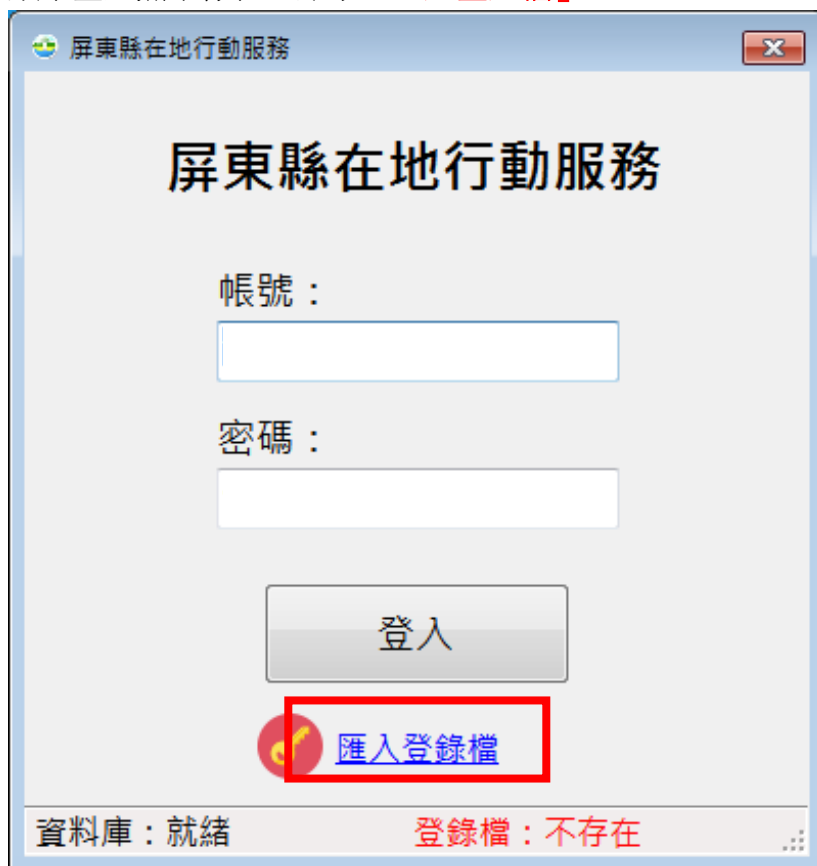 屏東縣在地行動服務
屏東縣在地行動服務
帳號：
密碼：
登入
匯入登錄檔
資料庫：就緒
登錄檔：不存在